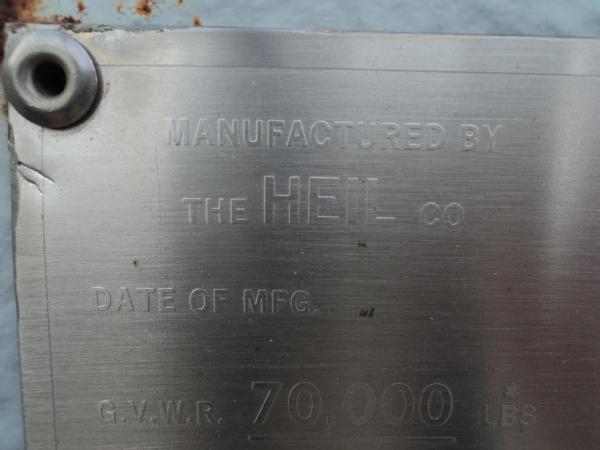 MANUFACTURED BY
THE HEIL CO
DATE OF MFG.
G.V.W.R. 70,000 LBS*